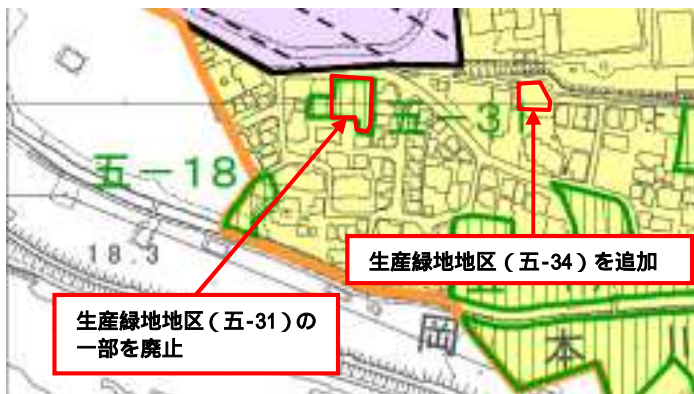 五-3
五-18
18.3
生産緑地地区（五-34）を追加
生産緑地地区（五-31）の
一部を廃止
岡本川